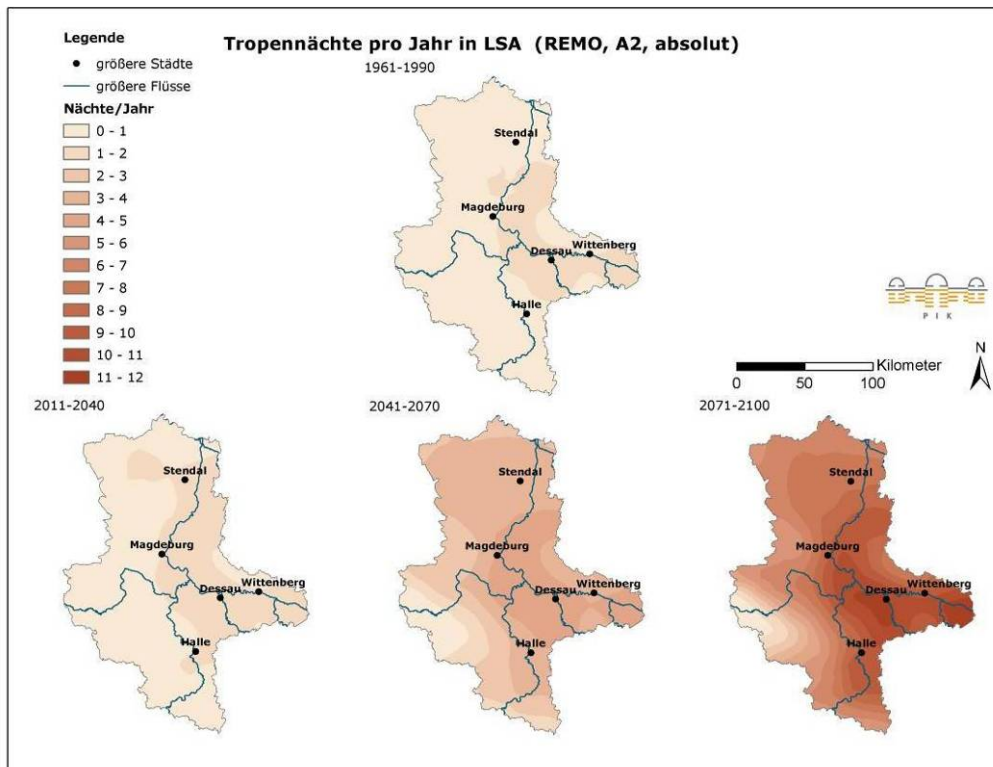 Legende
größere Städte
größere Flüsse
Nächte/Jahr
0 - 1
1 - 2
2 - 3
3 - 4
4 - 5
5 - 6
6 - 7
7 - 8
8 - 9
9 - 10
10 - 11
11 - 12
Tropennächte pro Jahr in LSA (REMO, A2, absolut)
1961-1990
Stendal
Magdeburg
Dessau Wittenberg
Halle
P I K
Kilometer
0 50 100
N
2011-2040
Stendal
Magdeburg
Dessau Wittenberg
Halle
2041-2070
Stendal
Magdeburg
Dessau Wittenberg
Halle
2071-2100
Stendal
Magdeburg
Dessau Wittenberg
Halle